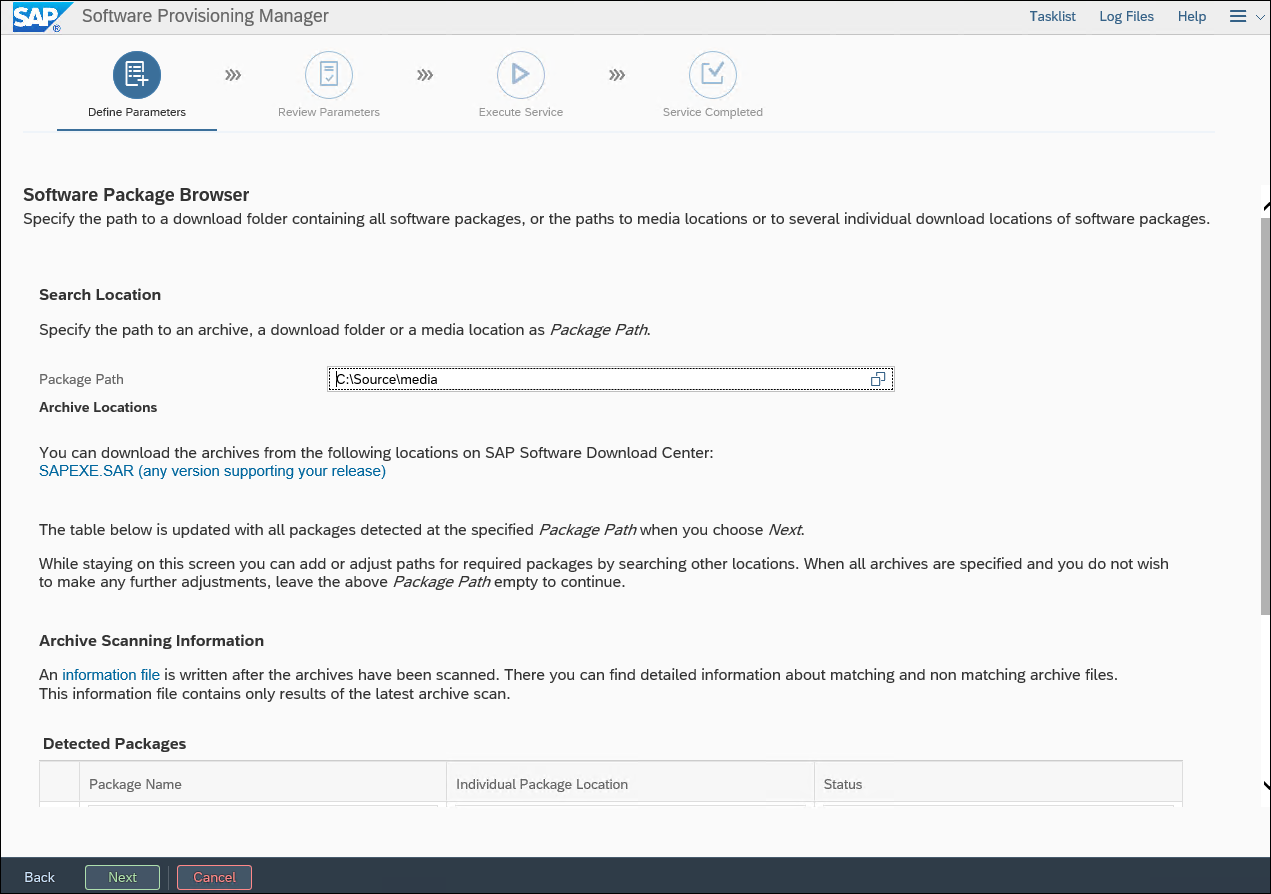 SAP ® Software Provisioning Manager Tasklist Log Files Help
Define Parameters Review Parameters Execute Service Service Completed
Software Package Browser
Specify the path to a download folder containing all software packages, or the paths to media locations or to several individual download locations of software packages.
Search Location
Specify the path to an archive, a download folder or a media location as Package Path.
Package Path C:\Source\media
Archive Locations
You can download the archives from the following locations on SAP Software Download Center:
SAPEXE.SAR (any version supporting your release)
The table below is updated with all packages detected at the specified Package Path when you choose Next.
While staying on this screen you can add or adjust paths for required packages by searching other locations. When all archives are specified and you do not wish
to make any further adjustments, leave the above Package Path empty to continue.
Archive Scanning Information
An information file is written after the archives have been scanned. There you can find detailed information about matching and non matching archive files.
This information file contains only results of the latest archive scan.
Detected Packages
Package Name Individual Package Location Status
Back Next Cancel